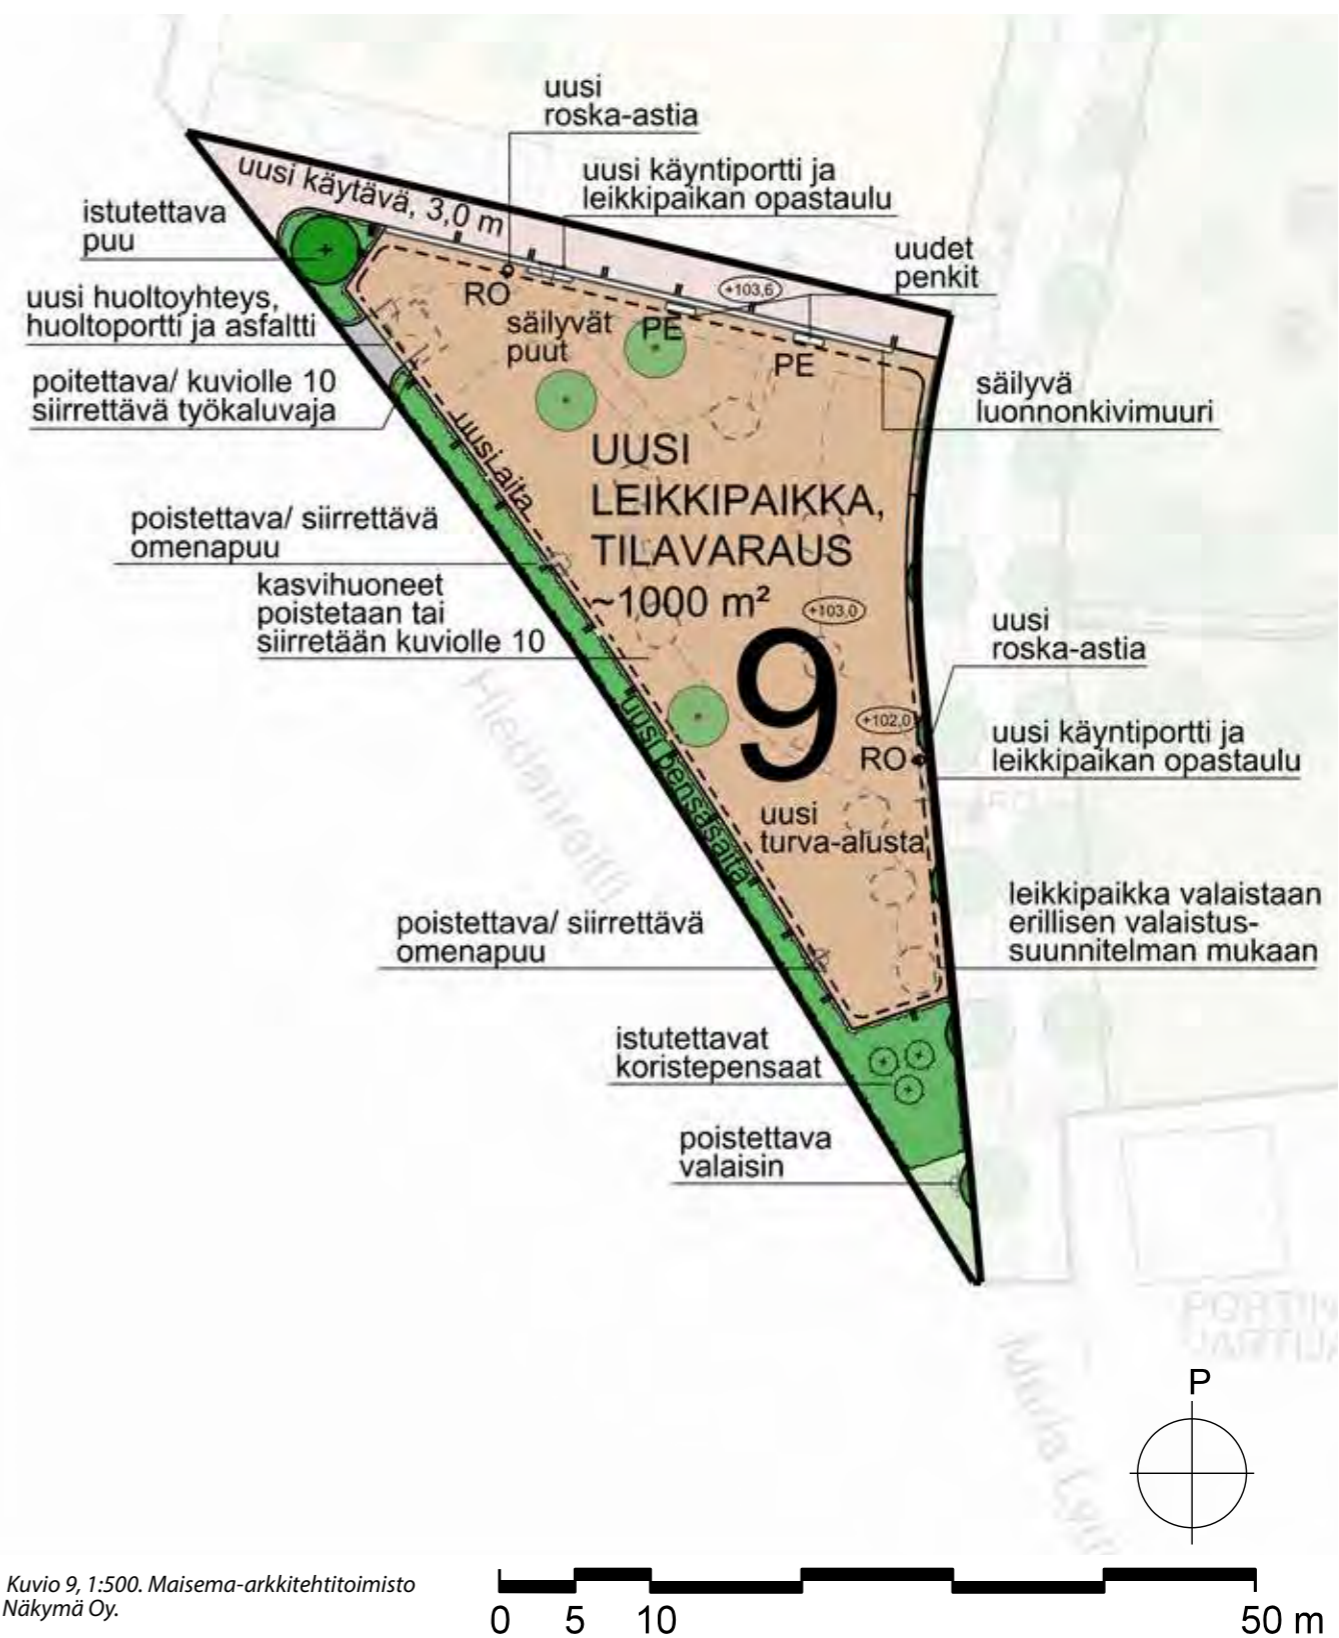 uusi
roska-astia
uusi käyntiportti ja
leikkipaikan opastaulu
uusi käytävä, 3,0 m
istutettava
puu
uudet
penkit
+103,6
RO
uusi huoltoyhteys,
huoltoportti ja asfaltti
säilyvät
puut
PE
PE
poitettava/ kuviolle 10
siirrettävä työkaluvaja
säilyvä
luonnonkivimuuri
uusi aita
UUSI
LEIKKIPAIKKA,
TILAVARAUS
~1000 m²
poistettava/ siirrettävä
omenapuu
kasvihuoneet
poistetaan tai
siirretään kuviolle 10
+103,0
9
uusi
roska-astia
+102,0
RO
uusi käyntiportti ja
leikkipaikan opastaulu
Hiedanraitti
uusi pensasaita
uusi
turva-alusta
leikkipaikka valaistaan
erillisen valaistus-
suunnitelman mukaan
poistettava/ siirrettävä
omenapuu
istutettavat
koristepensaat
poistettava
valaisin
P
Kuvio 9, 1:500. Maisema-arkkitehtitoimisto
Näkymä Oy.
0 5 10 50 m